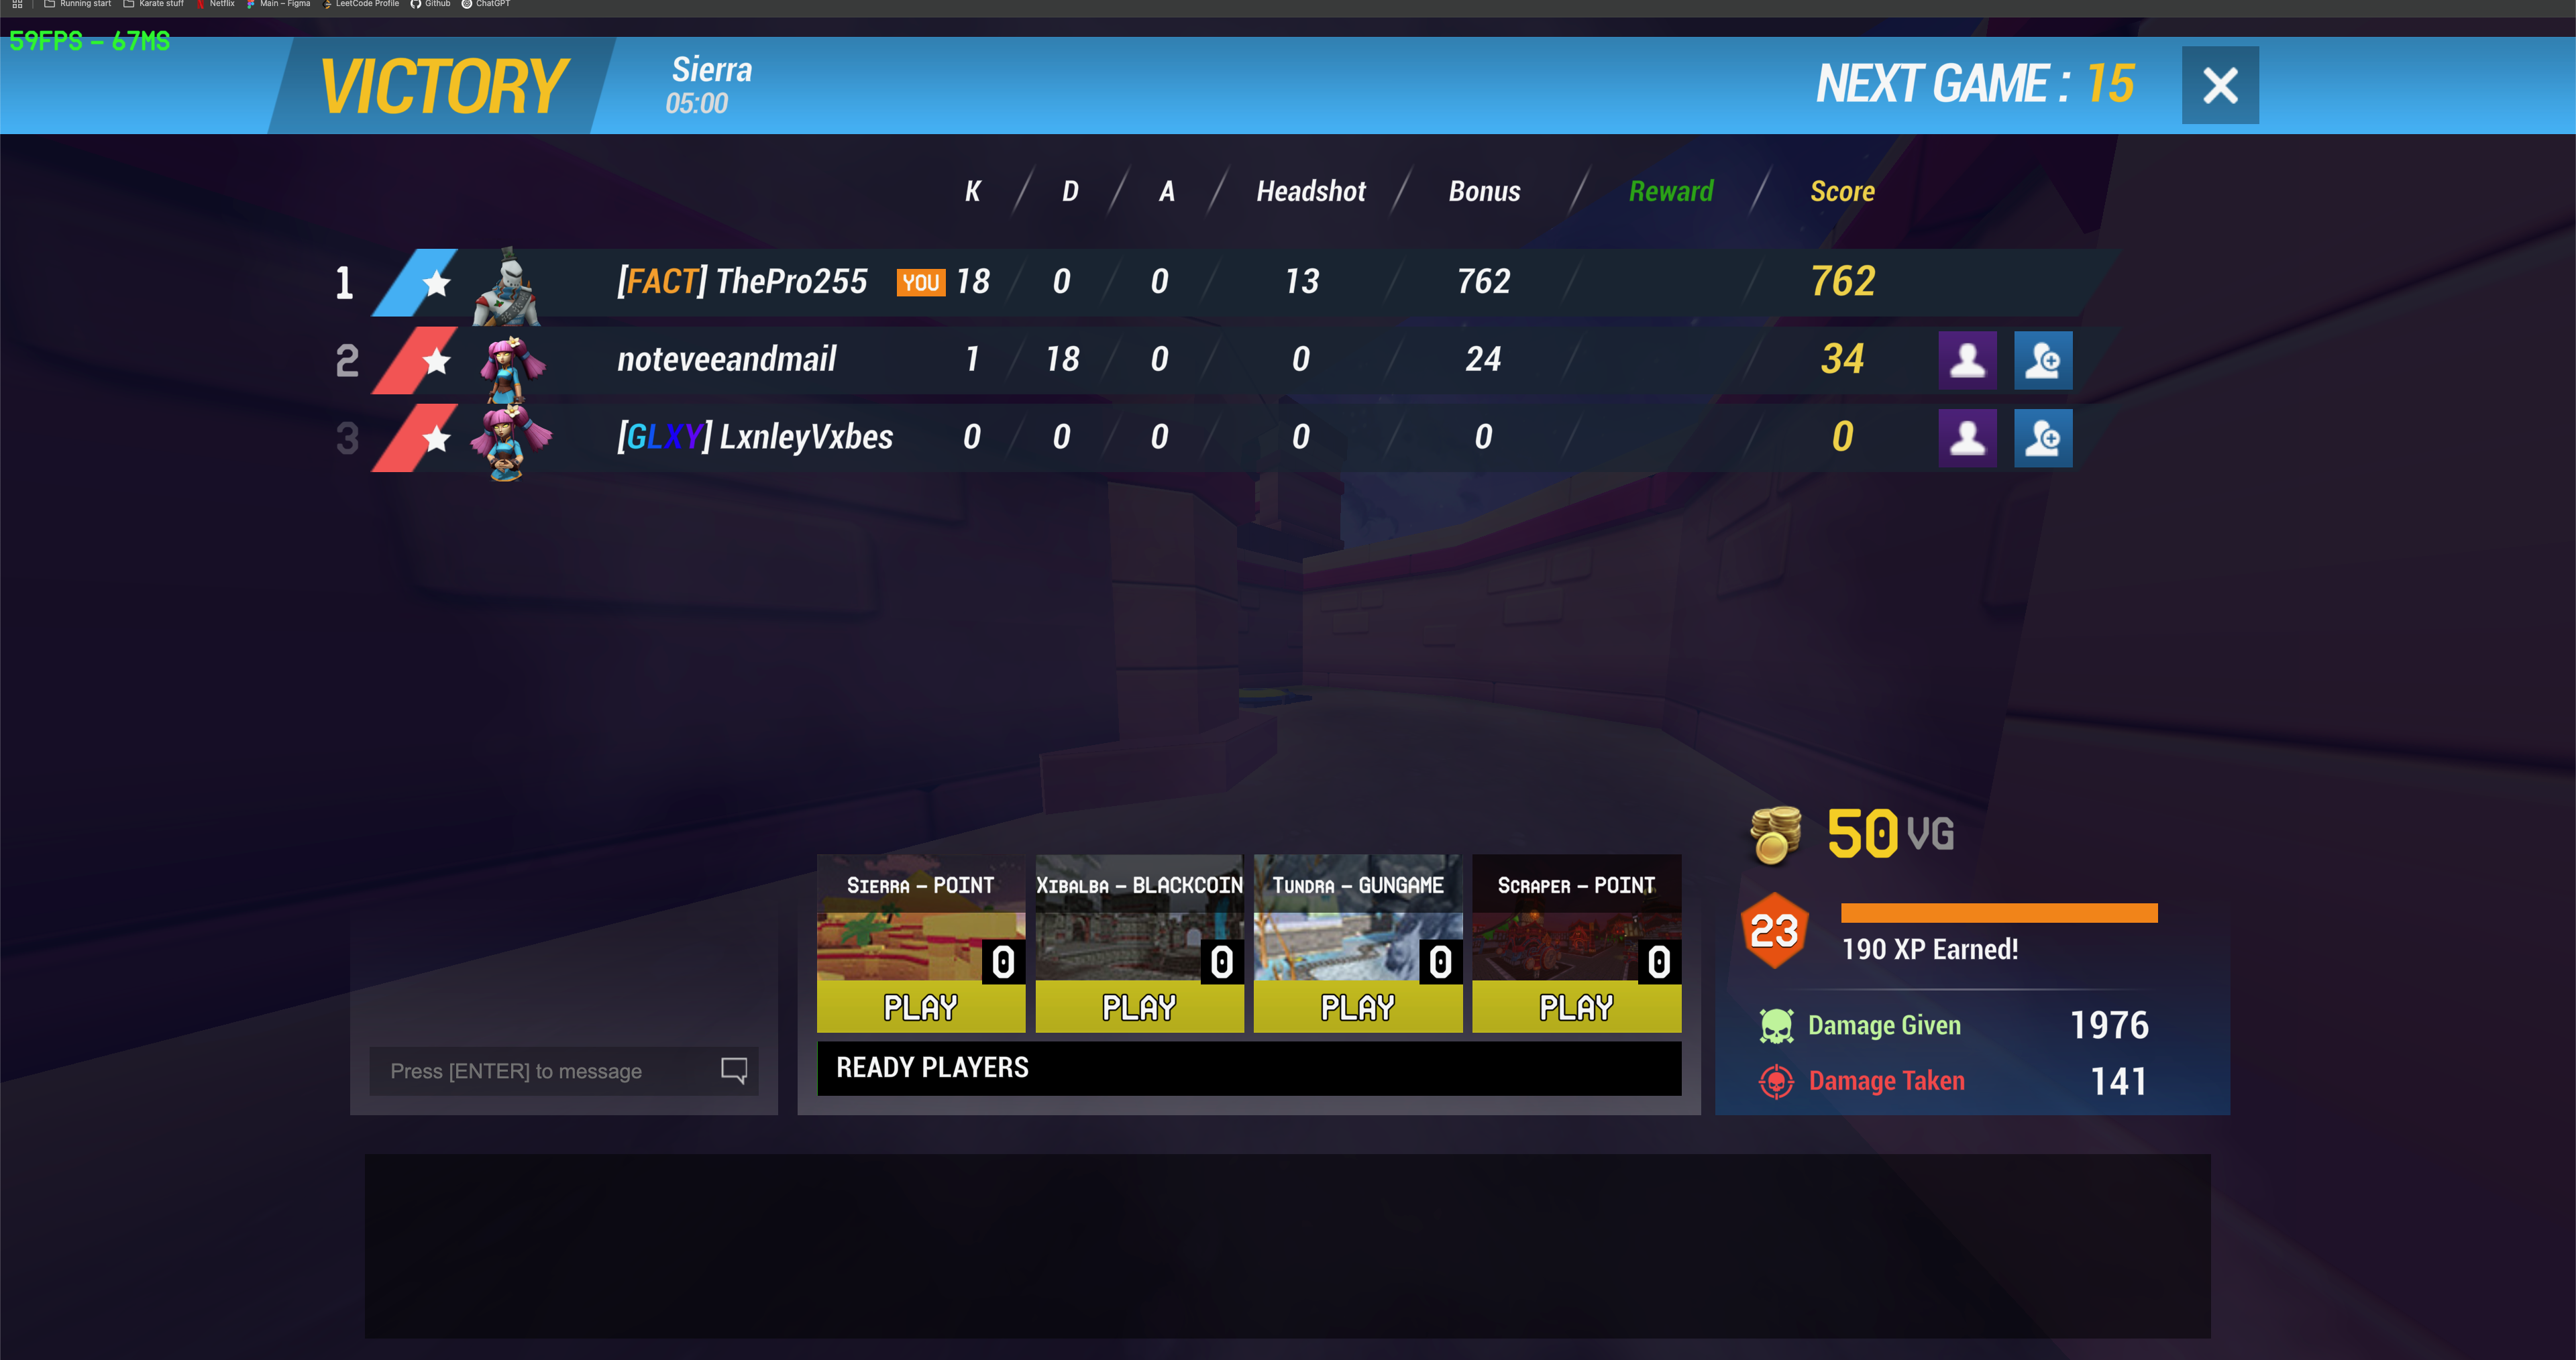 Running start Karate stuff Netflix Main – Figma LeetCode Profile Github ChatGPT
59FPS – 67MS
VICTORY
Sierra
05:00
NEXT GAME : 15
K D A Headshot Bonus Reward Score
1 [FACT] ThePro255 YOU 18 0 0 13 762 762
2 noteveeandmail 1 18 0 0 24 34
3 [GLXY] LxnleyVxbes 0 0 0 0 0 0
50 VG
Sierra – POINT Xibalba – BLACKCOIN Tundra – GUNGAME Scraper – POINT
0 0 0 0
PLAY PLAY PLAY PLAY
READY PLAYERS
23
190 XP Earned!
Damage Given 1976
Damage Taken 141
Press [ENTER] to message